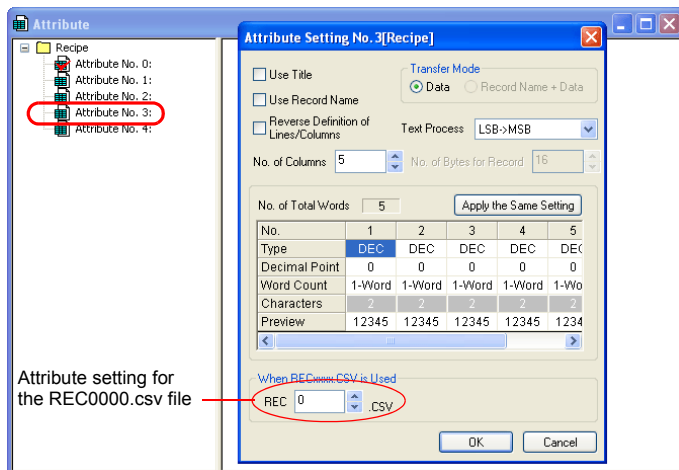 Attribute
Recipe
Attribute No. 0:
Attribute No. 1:
Attribute No. 2:
Attribute No. 3:
Attribute No. 4:
Attribute Setting No. 3[Recipe]
Use Title
Use Record Name
Reverse Definition of
Lines/Columns
Transfer Mode
Data
Record Name + Data
Text Process LSB->MSB
No. of Columns 5
No. of Bytes for Record 16
No. of Total Words 5
Apply the Same Setting
No. 1 2 3 4 5
Type DEC DEC DEC DEC DEC
Decimal Point 0 0 0 0 0
Word Count 1-Word 1-Word 1-Word 1-Word 1-Wo
Characters 2 2 2 2 2
Preview 12345 12345 12345 12345 1234
When RECxxxx.CSV is Used
REC 0 .CSV
OK Cancel
Attribute setting for
the REC0000.csv file